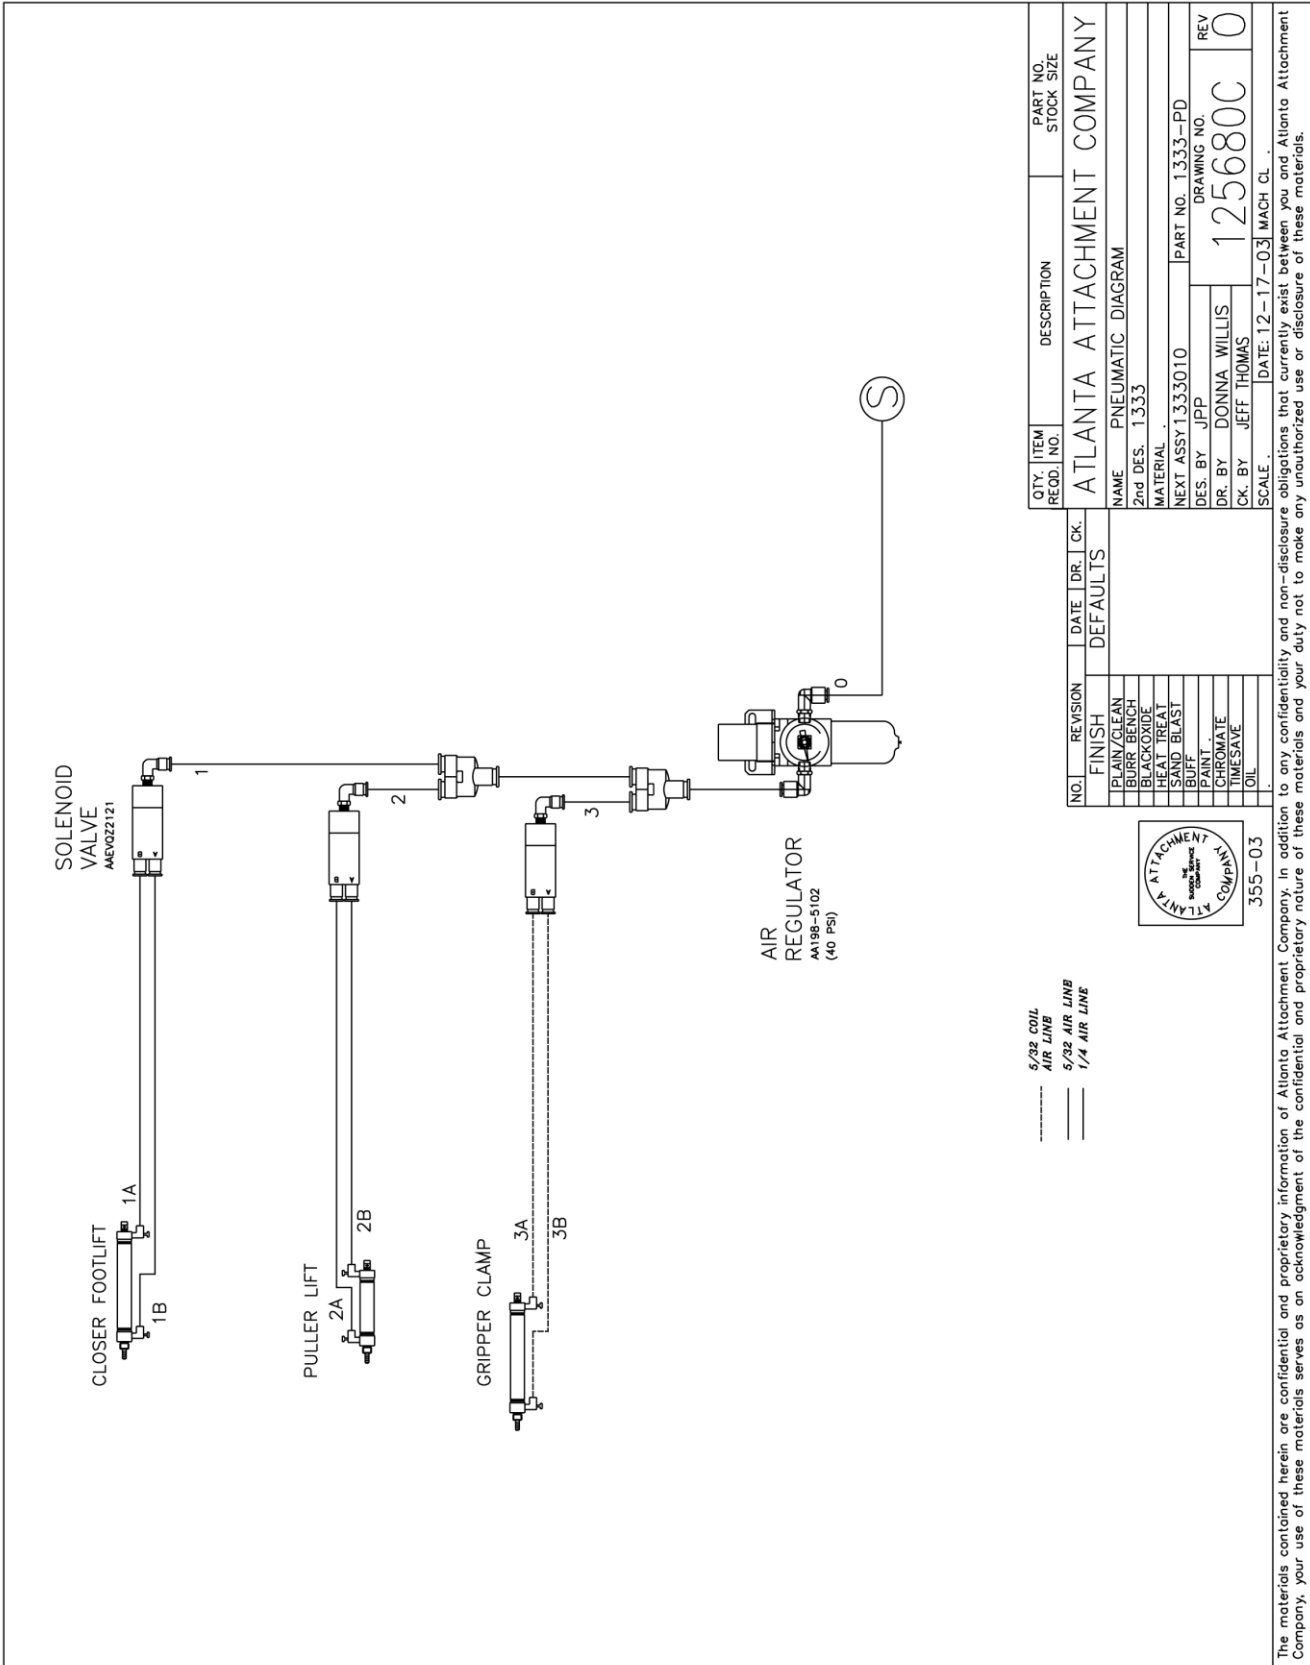 SOLENOID
VALVE
AAEVQZ2121
CLOSER FOOTLIFT
1A
1B
1
B
A
PULLER LIFT
2A
2B
2
B
A
GRIPPER CLAMP
3A
3B
3
B
A
AIR
REGULATOR
AA198-5102
(40 PSI)
0
S
5/32 COIL
AIR LINE
5/32 AIR LINE
1/4 AIR LINE
QTY. REQD.
ITEM NO.
DESCRIPTION
PART NO.
STOCK SIZE
NO.
REVISION
DATE
DR.
CK.
FINISH
DEFAULTS
PLAIN/CLEAN
BURR BENCH
BLACKOXIDE
HEAT TREAT
SAND BLAST
BUFF
PAINT .
CHROMATE
TIMESAVE
OIL
.
ATLANTA ATTACHMENT COMPANY
NAME PNEUMATIC DIAGRAM
2nd DES. 1333
MATERIAL .
NEXT ASSY 1333010
PART NO. 1333-PD
DES. BY JPP
DRAWING NO.
REV
DR. BY DONNA WILLIS
125680C
0
CK. BY JEFF THOMAS
SCALE .
DATE: 12-17-03
MACH CL .
ATLANTA ATTACHMENT COMPANY
THE
SUDDEN SERVICE
COMPANY
355-03
The materials contained herein are confidential and proprietary information of Atlanta Attachment Company. In addition to any confidentiality and non-disclosure obligations that currently exist between you and Atlanta Attachment
Company, your use of these materials serves as an acknowledgment of the confidential and proprietary nature of these materials and your duty not to make any unauthorized use or disclosure of these materials.